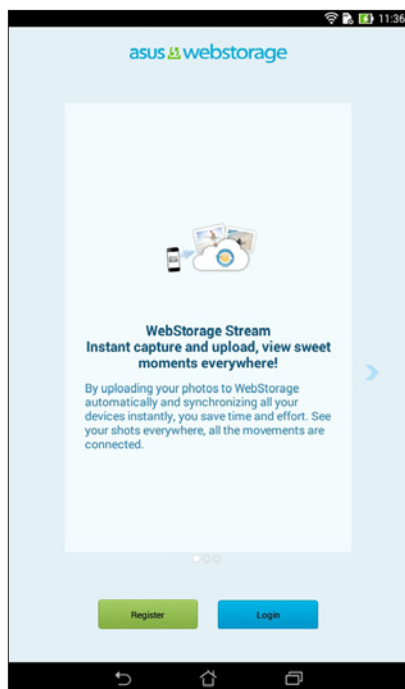 11:36
asus webstorage
WebStorage Stream
Instant capture and upload, view sweet
moments everywhere!
By uploading your photos to WebStorage
automatically and synchronizing all your
devices instantly, you save time and effort. See
your shots everywhere, all the movements are
connected.
Register
Login